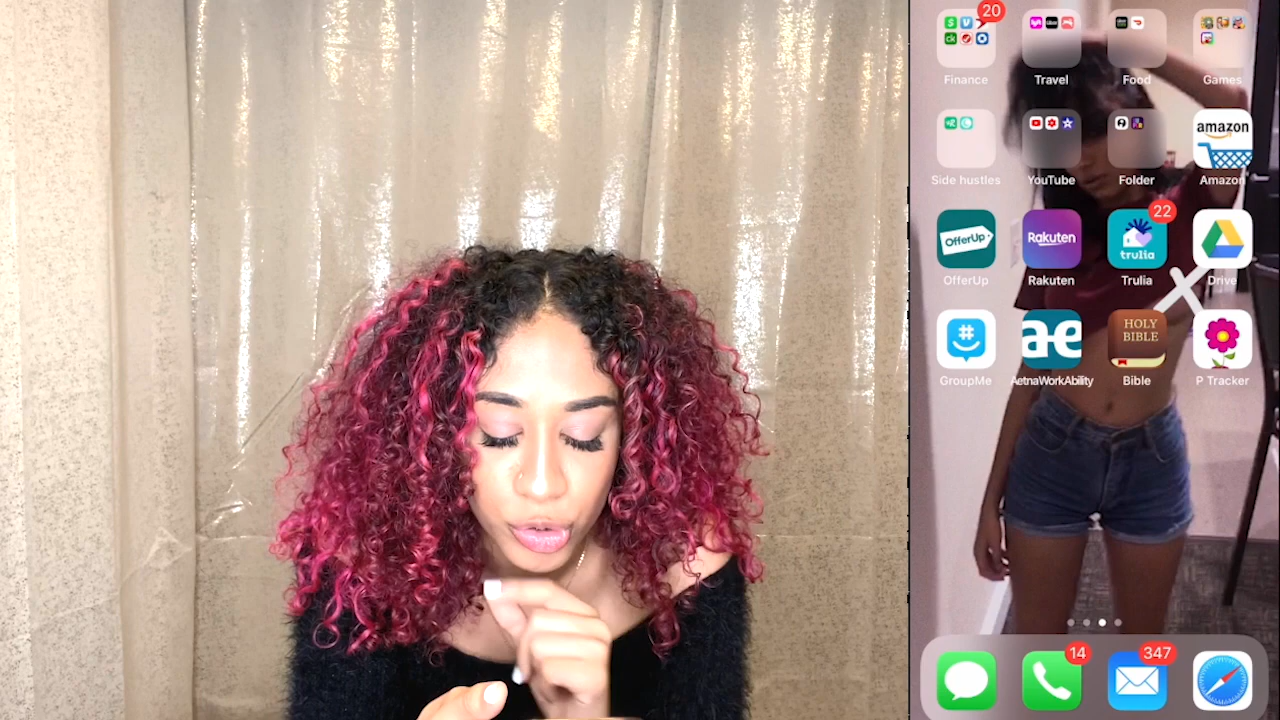 20
Finance Travel Food Games
amazon
Side hustles YouTube Folder Amazon
22
OfferUp Rakuten trulia
OfferUp Rakuten Trulia Drive
#
ae
HOLY
BIBLE
GroupMe AetnaWorkAbility Bible P Tracker
14 347